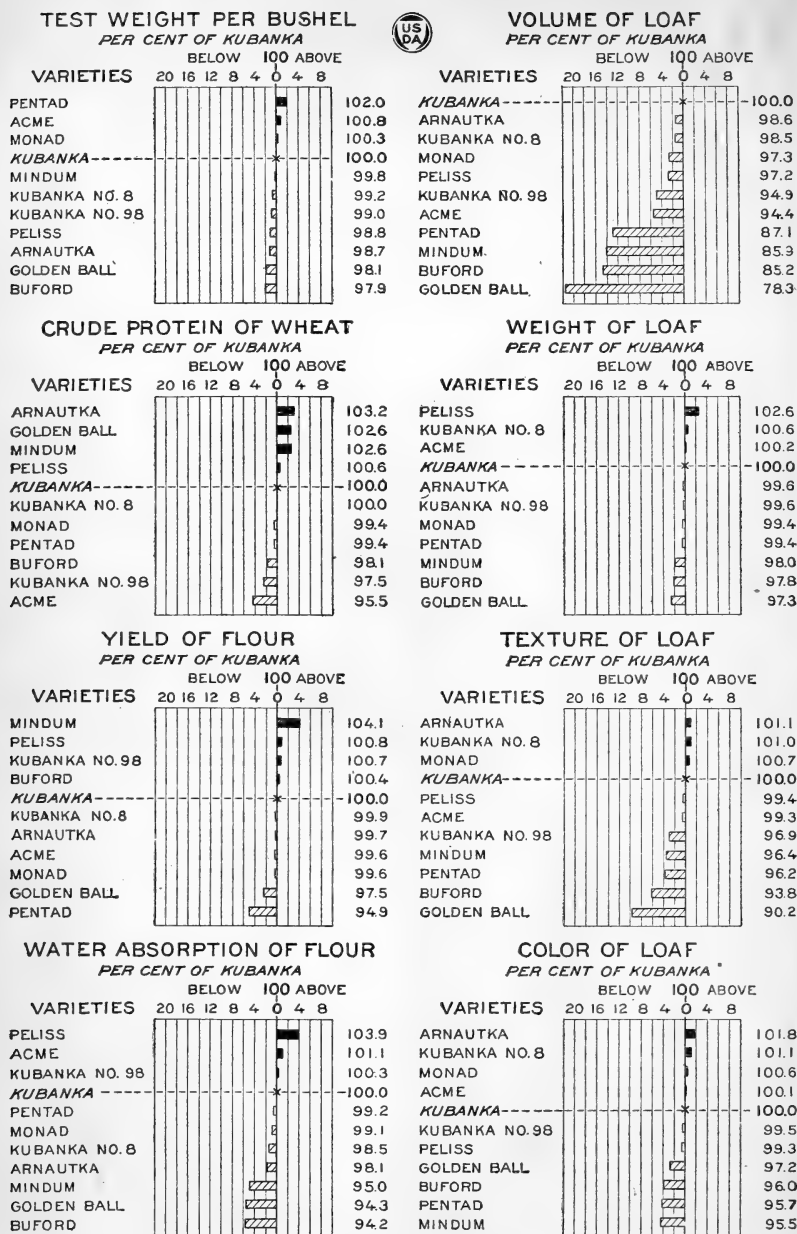 TEST WEIGHT PER BUSHEL
PER CENT OF KUBANKA
BELOW 100 ABOVE
VARIETIES 20 16 12 8 4 0 4 8
PENTAD 102.0
ACME 100.8
MONAD 100.3
KUBANKA 100.0
MINDUM 99.8
KUBANKA NO. 8 99.2
KUBANKA NO. 98 99.0
PELISS 98.8
ARNAUTKA 98.7
GOLDEN BALL 98.1
BUFORD 97.9
US
DA
VOLUME OF LOAF
PER CENT OF KUBANKA
BELOW 100 ABOVE
VARIETIES 20 16 12 8 4 0 4 8
KUBANKA 100.0
ARNAUTKA 98.6
KUBANKA NO. 8 98.5
MONAD 97.3
PELISS 97.2
KUBANKA NO. 98 94.9
ACME 94.4
PENTAD 87.1
MINDUM 85.3
BUFORD 85.2
GOLDEN BALL 78.3
CRUDE PROTEIN OF WHEAT
PER CENT OF KUBANKA
BELOW 100 ABOVE
VARIETIES 20 16 12 8 4 0 4 8
ARNAUTKA 103.2
GOLDEN BALL 102.6
MINDUM 102.6
PELISS 100.6
KUBANKA 100.0
KUBANKA NO. 8 100.0
MONAD 99.4
PENTAD 99.4
BUFORD 98.1
KUBANKA NO. 98 97.5
ACME 95.5
WEIGHT OF LOAF
PER CENT OF KUBANKA
BELOW 100 ABOVE
VARIETIES 20 16 12 8 4 0 4 8
PELISS 102.6
KUBANKA NO. 8 100.6
ACME 100.2
KUBANKA 100.0
ARNAUTKA 99.6
KUBANKA NO. 98 99.6
MONAD 99.4
PENTAD 99.4
MINDUM 98.0
BUFORD 97.8
GOLDEN BALL 97.3
YIELD OF FLOUR
PER CENT OF KUBANKA
BELOW 100 ABOVE
VARIETIES 20 16 12 8 4 0 4 8
MINDUM 104.1
PELISS 100.8
KUBANKA NO. 98 100.7
BUFORD 100.4
KUBANKA 100.0
KUBANKA NO. 8 99.9
ARNAUTKA 99.7
ACME 99.6
MONAD 99.6
GOLDEN BALL 97.5
PENTAD 94.9
TEXTURE OF LOAF
PER CENT OF KUBANKA
BELOW 100 ABOVE
VARIETIES 20 16 12 8 4 0 4 8
ARNAUTKA 101.1
KUBANKA NO. 8 101.0
MONAD 100.7
KUBANKA 100.0
PELISS 99.4
ACME 99.3
KUBANKA NO. 98 96.9
MINDUM 96.4
PENTAD 96.2
BUFORD 93.8
GOLDEN BALL 90.2
WATER ABSORPTION OF FLOUR
PER CENT OF KUBANKA
BELOW 100 ABOVE
VARIETIES 20 16 12 8 4 0 4 8
PELISS 103.9
ACME 101.1
KUBANKA NO. 98 100.3
KUBANKA 100.0
PENTAD 99.2
MONAD 99.1
KUBANKA NO. 8 98.5
ARNAUTKA 98.1
MINDUM 95.0
GOLDEN BALL 94.3
BUFORD 94.2
COLOR OF LOAF
PER CENT OF KUBANKA
BELOW 100 ABOVE
VARIETIES 20 16 12 8 4 0 4 8
ARNAUTKA 101.8
KUBANKA NO. 8 101.1
MONAD 100.6
ACME 100.1
KUBANKA 100.0
KUBANKA NO. 98 99.5
PELISS 99.3
GOLDEN BALL 97.2
BUFORD 96.0
PENTAD 95.7
MINDUM 95.5